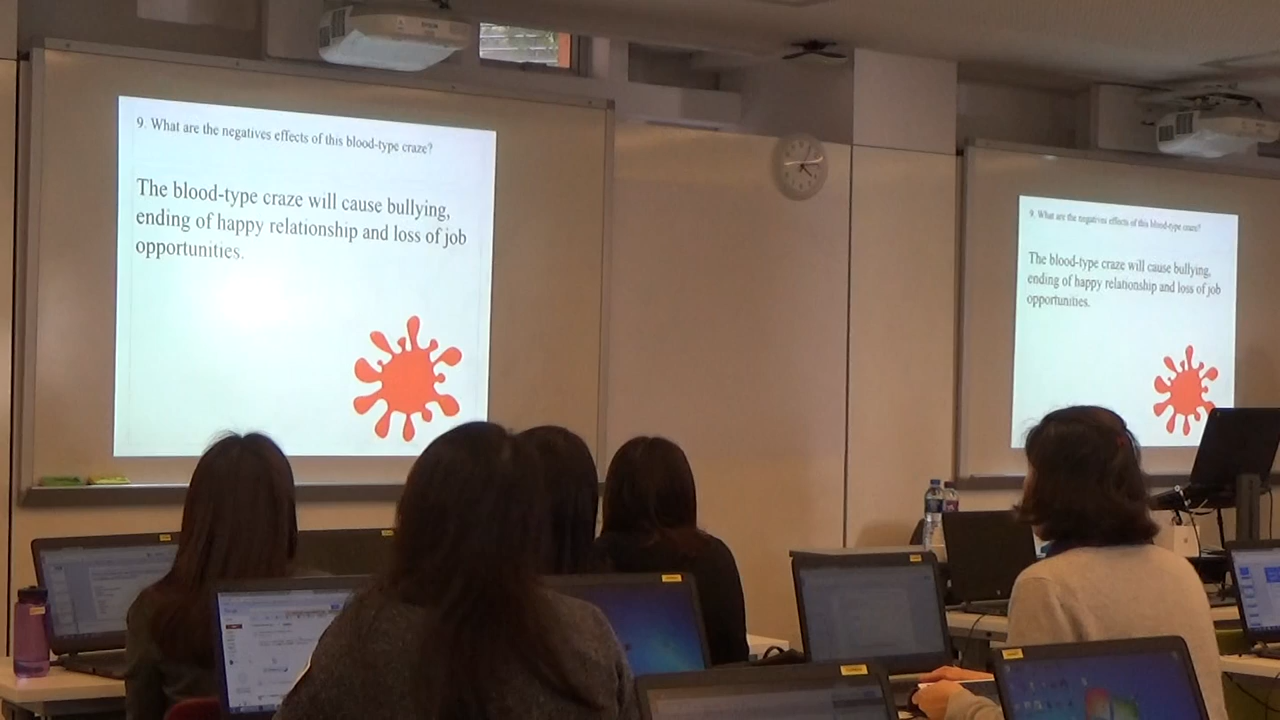 9. What are the negatives effects of this blood-type craze?
The blood-type craze will cause bullying,
ending of happy relationship and loss of job
opportunities.
9. What are the negatives effects of this blood-type craze?
The blood-type craze will cause bullying,
ending of happy relationship and loss of job
opportunities.